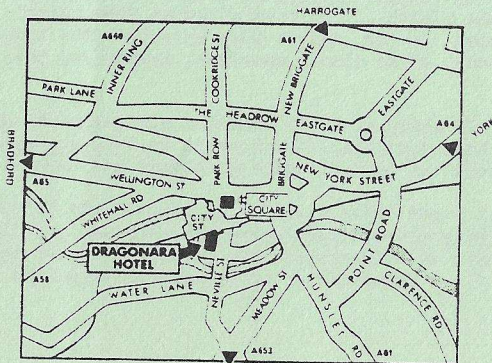 HARROGATE
A660
INNER RING
COOKRIDGE ST
A61
NEW BRIGGATE
PARK LANE
THE HEADROW
EASTGATE
EASTGATE
A64
YORK
BRADFORD
PARK ROW
BRIGGATE
NEW YORK STREET
A65
WELLINGTON ST
CITY
SQUARE
WHITEHALL RD
CITY
ST
DRAGONARA
HOTEL
POINT ROAD
A58
WATER LANE
NEVILLE ST
MEADOW ST
HUNSLET RD
CLARENCE RD
A653
A61